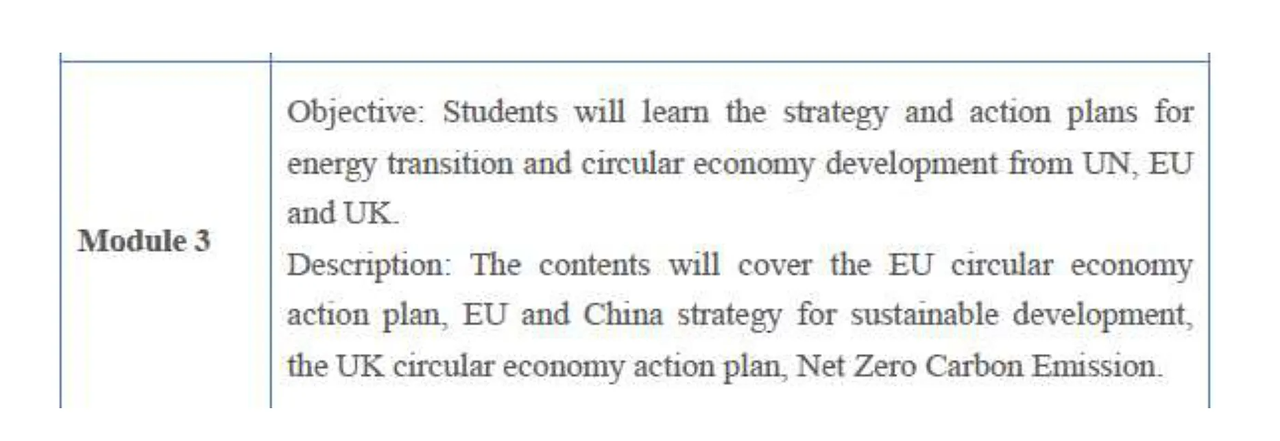 Objective: Students will learn the strategy and action plans for
energy transition and circular economy development from UN, EU
and UK.
Module 3
Description: The contents will cover the EU circular economy
action plan, EU and China strategy for sustainable development,
the UK circular economy action plan, Net Zero Carbon Emission.